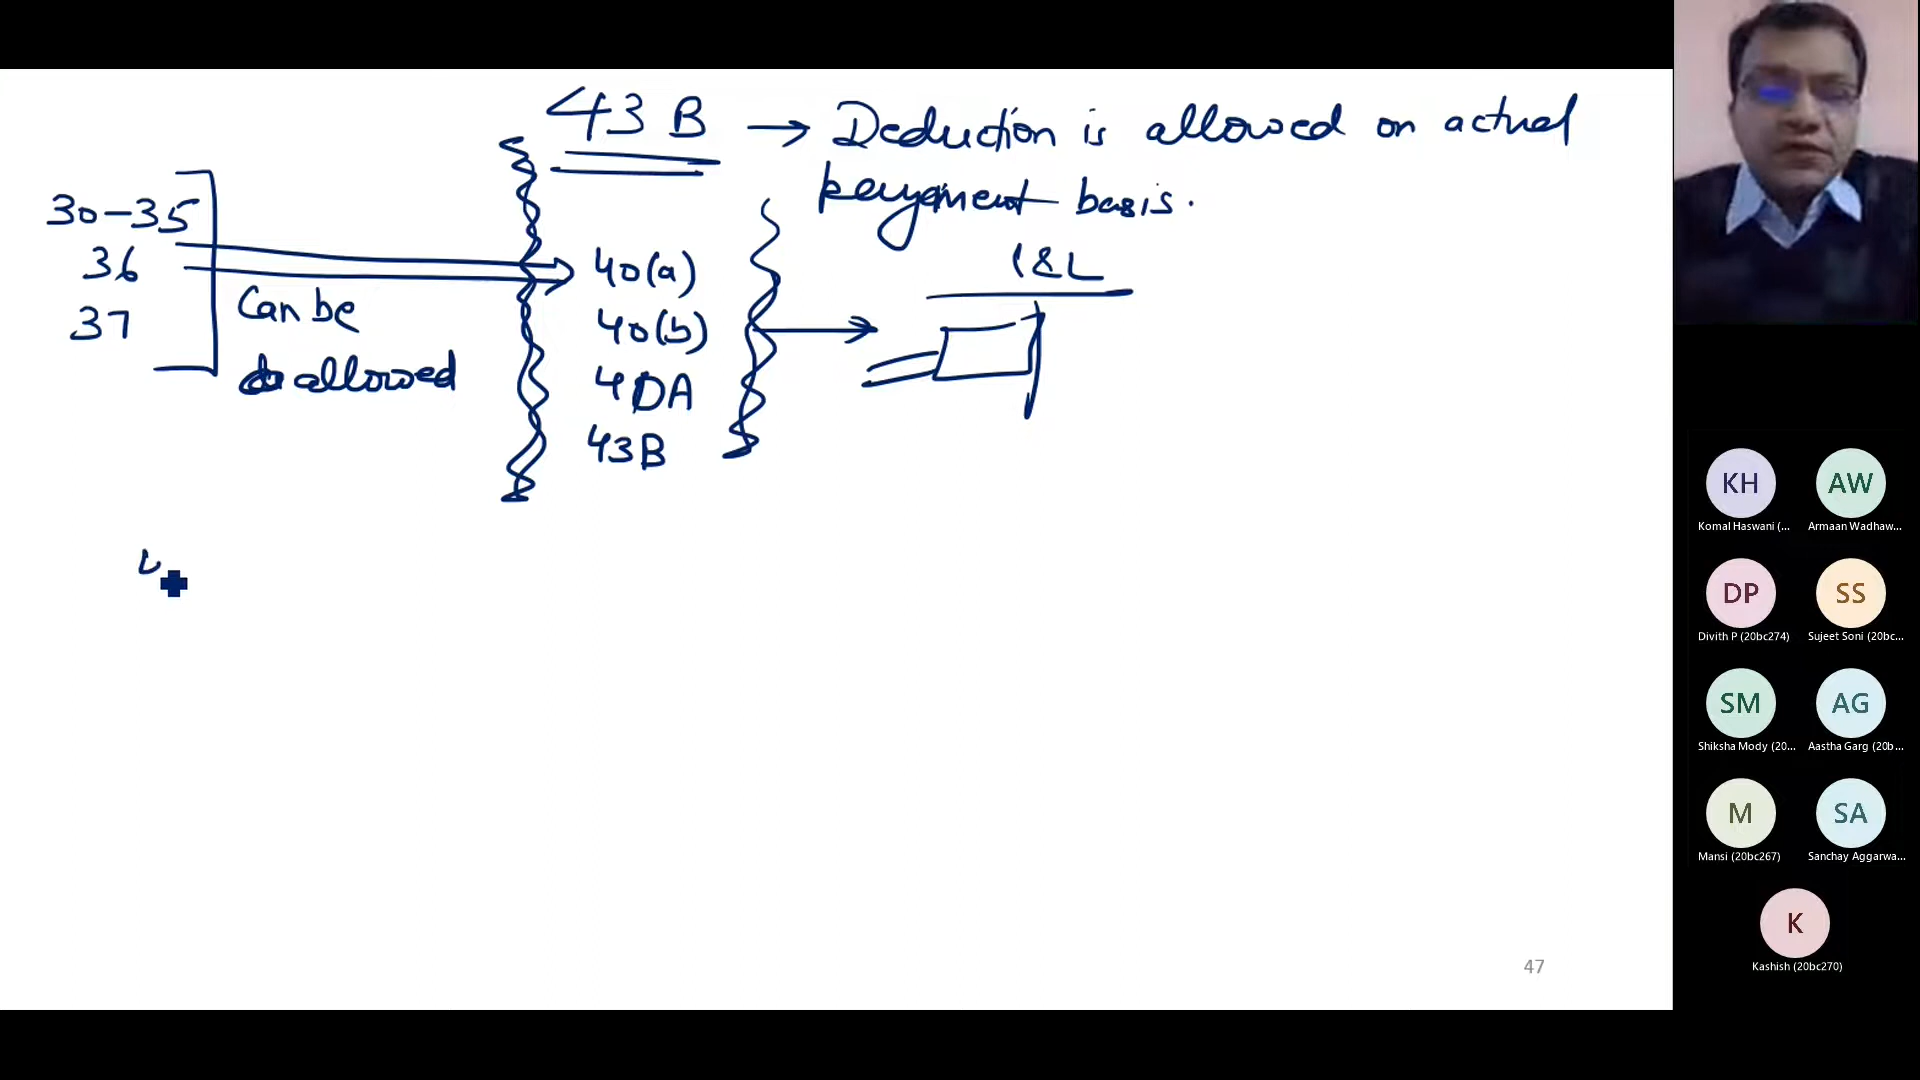 43 B → Deduction is allowed on actual
payment basis.
30-35
36
37
Can be
allowed
40(a)
40(b)
40A
43B
P&L
47
KH
Komal Haswani (...
AW
Armaan Wadhaw...
DP
Divith P (20bc274)
SS
Sujeet Soni (20bc...
SM
Shiksha Mody (20...
AG
Aastha Garg (20b...
M
Mansi (20bc267)
SA
Sanchay Aggarwa...
K
Kashish (20bc270)